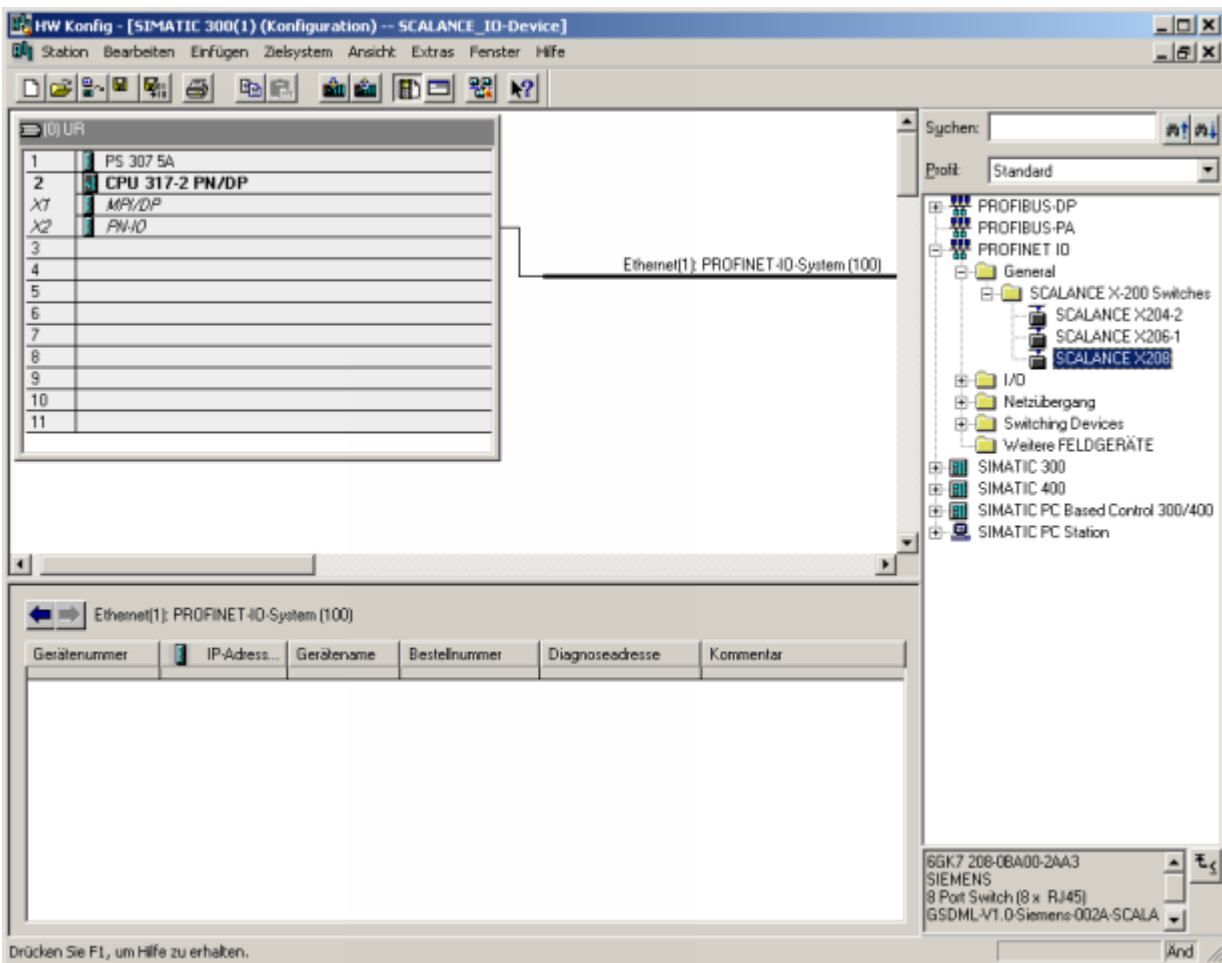 HW Konfig - [SIMATIC 300(1) (Konfiguration) -- SCALANCE_IO-Device]
Station Bearbeiten Einfügen Zielsystem Ansicht Extras Fenster Hilfe
(0) UR
1 PS 307 5A
2 CPU 317-2 PN/DP
X1 MPI/DP
X2 PN-IO
3
4
5
6
7
8
9
10
11
Ethernet(1): PROFINET-IO-System (100)
Suchen:
Profil: Standard
PROFIBUS-DP
PROFIBUS-PA
PROFINET IO
General
SCALANCE X-200 Switches
SCALANCE X204-2
SCALANCE X206-1
SCALANCE X208
I/O
Netzübergang
Switching Devices
Weitere FELDGERÄTE
SIMATIC 300
SIMATIC 400
SIMATIC PC Based Control 300/400
SIMATIC PC Station
Ethernet(1): PROFINET-IO-System (100)
Gerätenummer IP-Adress... Gerätename Bestellnummer Diagnoseadresse Kommentar
6GK7 208-0BA00-2AA3
SIEMENS
8 Port Switch (8 x RJ45)
GSDML-V1.0-Siemens-002A-SCALA
Drücken Sie F1, um Hilfe zu erhalten.
Änd